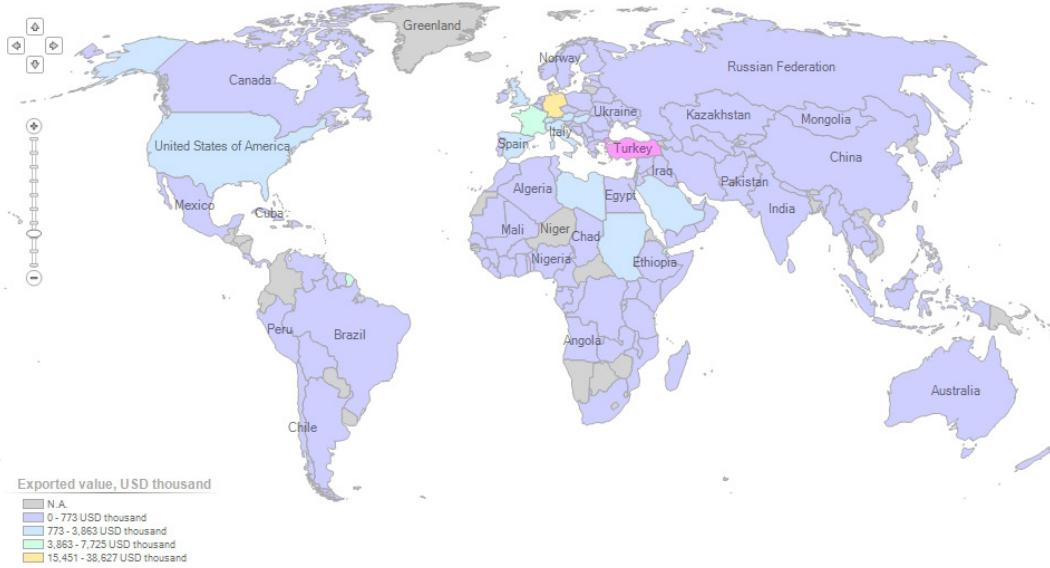 Greenland
Norway
Canada
Russian Federation
Ukraine
Kazakhstan
Mongolia
Italy
United States of America
Spain
Turkey
China
Iraq
Pakistan
Algeria
Egypt
Mexico
Cuba
India
Mali
Niger
Chad
Nigeria
Ethiopia
Peru
Brazil
Angola
Australia
Chile
Exported value, USD thousand
N.A.
0 - 773 USD thousand
773 - 3,863 USD thousand
3,863 - 7,725 USD thousand
15,451 - 38,627 USD thousand